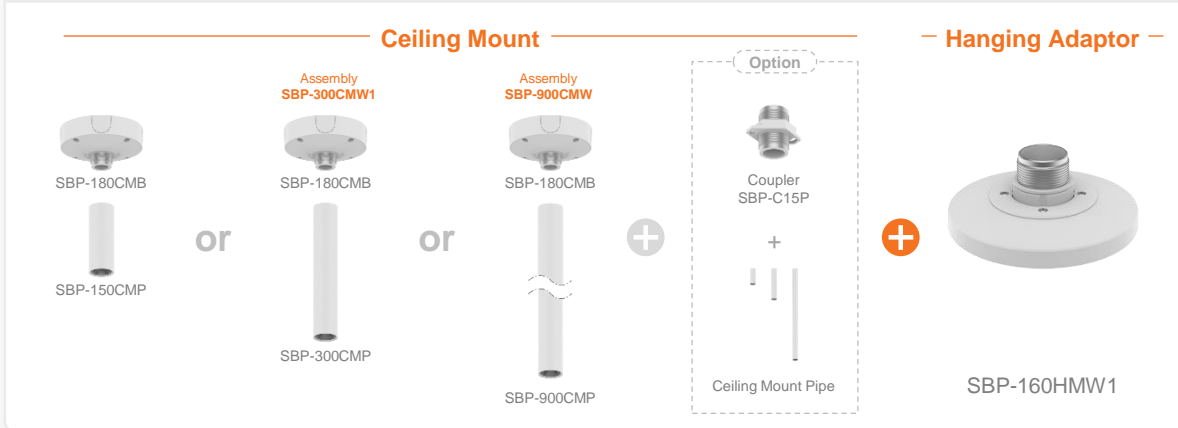 Ceiling Mount
Hanging Adaptor
Option
Assembly
SBP-300CMW1
Assembly
SBP-900CMW
SBP-180CMB
SBP-180CMB
SBP-180CMB
Coupler
SBP-C15P
or
or
+
+
+
SBP-150CMP
SBP-300CMP
SBP-900CMP
Ceiling Mount Pipe
SBP-160HMW1